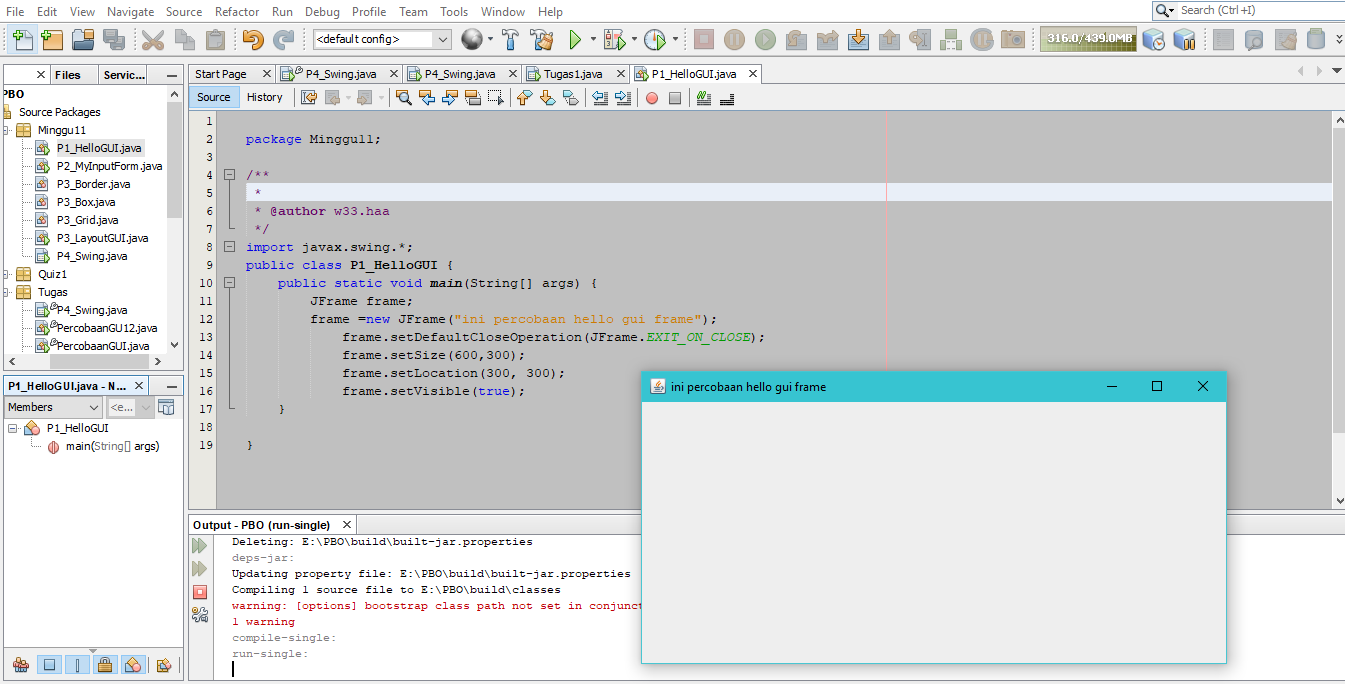 File Edit View Navigate Source Refactor Run Debug Profile Team Tools Window Help
Search (Ctrl+I)
<default config>
316.0/439.0MB
Files Servic...
Start Page P4_Swing.java P4_Swing.java Tugas1.java P1_HelloGUI.java
Source History
PBO
Source Packages
Minggu11
P1_HelloGUI.java
P2_MyInputForm.java
P3_Border.java
P3_Box.java
P3_Grid.java
P3_LayoutGUI.java
P4_Swing.java
Quiz1
Tugas
P4_Swing.java
PercobaanGU12.java
PercobaanGUI.java
P1_HelloGUI.java - N...
Members <e...
P1_HelloGUI
main(String[] args)
1
2 package Minggu11;
3
4 /**
5 *
6 * @author w33.haa
7 */
8 import javax.swing.*;
9 public class P1_HelloGUI {
10 public static void main(String[] args) {
11 JFrame frame;
12 frame =new JFrame("ini percobaan hello gui frame");
13 frame.setDefaultCloseOperation(JFrame.EXIT_ON_CLOSE);
14 frame.setSize(600,300);
15 frame.setLocation(300, 300);
16 frame.setVisible(true);
17 }
18
19 }
ini percobaan hello gui frame
Output - PBO (run-single)
Deleting: E:\PBO\build\built-jar.properties
deps-jar:
Updating property file: E:\PBO\build\built-jar.properties
Compiling 1 source file to E:\PBO\build\classes
warning: [options] bootstrap class path not set in conjunct
1 warning
compile-single:
run-single: